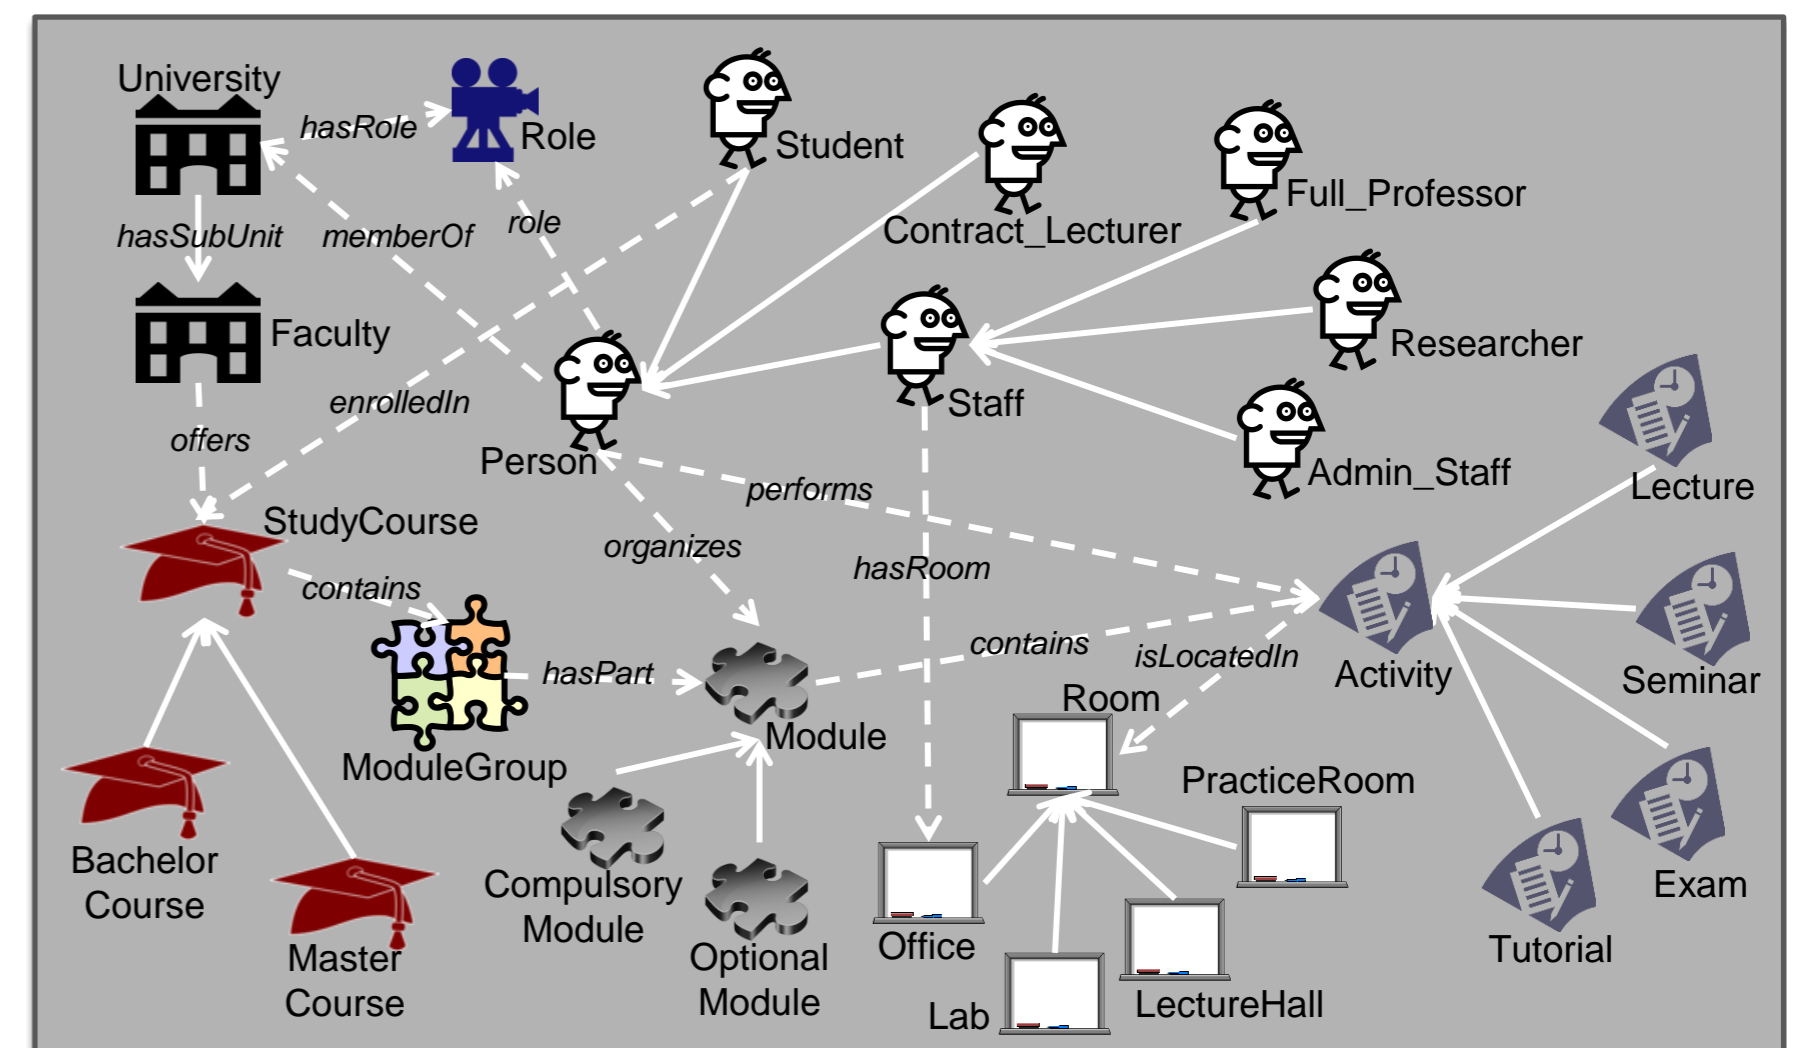 University
hasRole
Role
Student
Contract_Lecturer
Full_Professor
hasSubUnit
memberOf
role
Faculty
Researcher
enrolledIn
Staff
offers
Person
performs
Admin_Staff
Lecture
StudyCourse
organizes
hasRoom
contains
contains
isLocatedIn
Activity
Seminar
hasPart
Room
Module
ModuleGroup
PracticeRoom
Bachelor
Course
Compulsory
Module
Exam
Master
Course
Optional
Module
Office
Tutorial
Lab
LectureHall